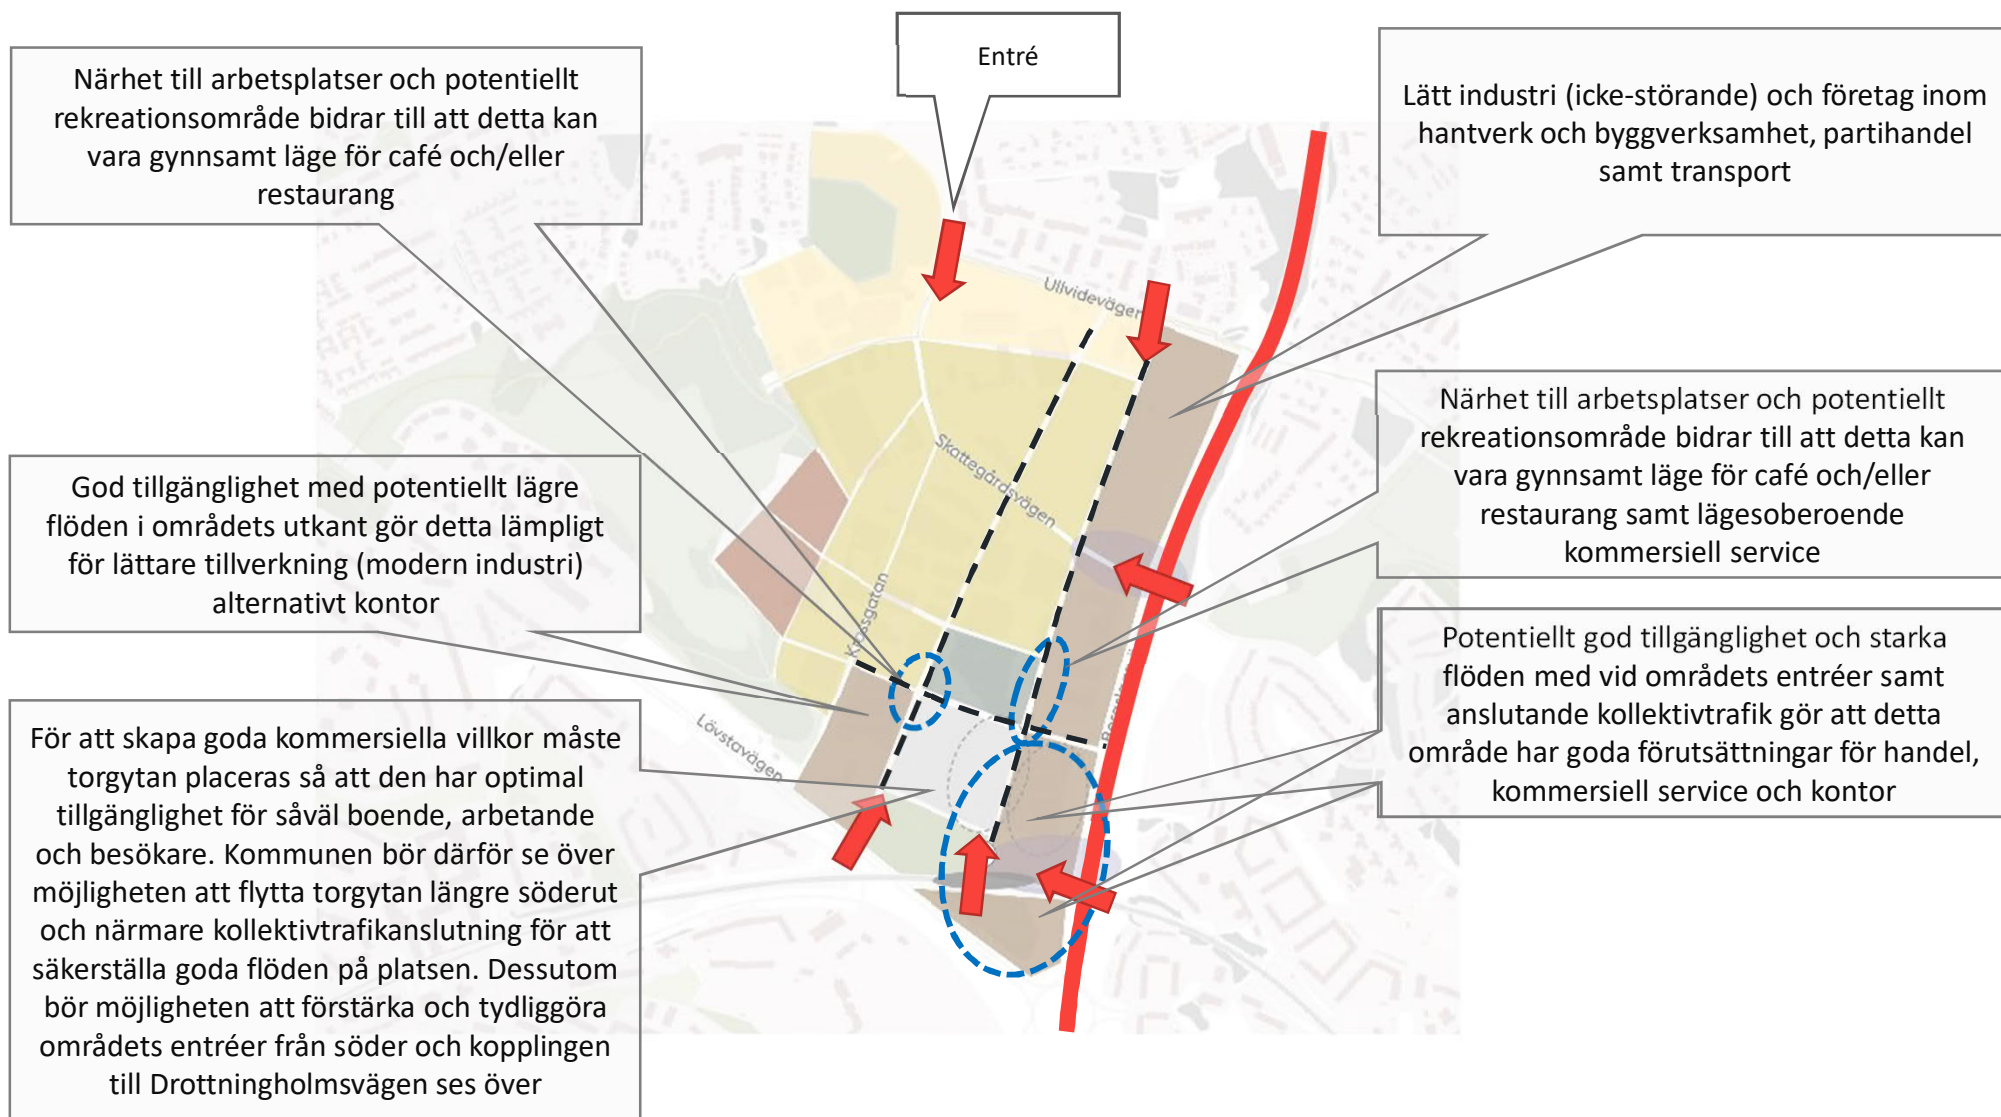 Entré
Närhet till arbetsplatser och potentiellt
rekreationsområde bidrar till att detta kan
vara gynnsamt läge för café och/eller
restaurang
Lätt industri (icke-störande) och företag inom
hantverk och byggverksamhet, partihandel
samt transport
Ullvidevägen
Närhet till arbetsplatser och potentiellt
rekreationsområde bidrar till att detta kan
vara gynnsamt läge för café och/eller
restaurang samt lägesoberoende
kommersiell service
Skattegårdsvägen
God tillgänglighet med potentiellt lägre
flöden i områdets utkant gör detta lämpligt
för lättare tillverkning (modern industri)
alternativt kontor
Krossgatan
Potentiellt god tillgänglighet och starka
flöden med vid områdets entréer samt
anslutande kollektivtrafik gör att detta
område har goda förutsättningar för handel,
kommersiell service och kontor
Lövstavägen
För att skapa goda kommersiella villkor måste
torgytan placeras så att den har optimal
tillgänglighet för såväl boende, arbetande
och besökare. Kommunen bör därför se över
möjligheten att flytta torgytan längre söderut
och närmare kollektivtrafikanslutning för att
säkerställa goda flöden på platsen. Dessutom
bör möjligheten att förstärka och tydliggöra
områdets entréer från söder och kopplingen
till Drottningholmsvägen ses över